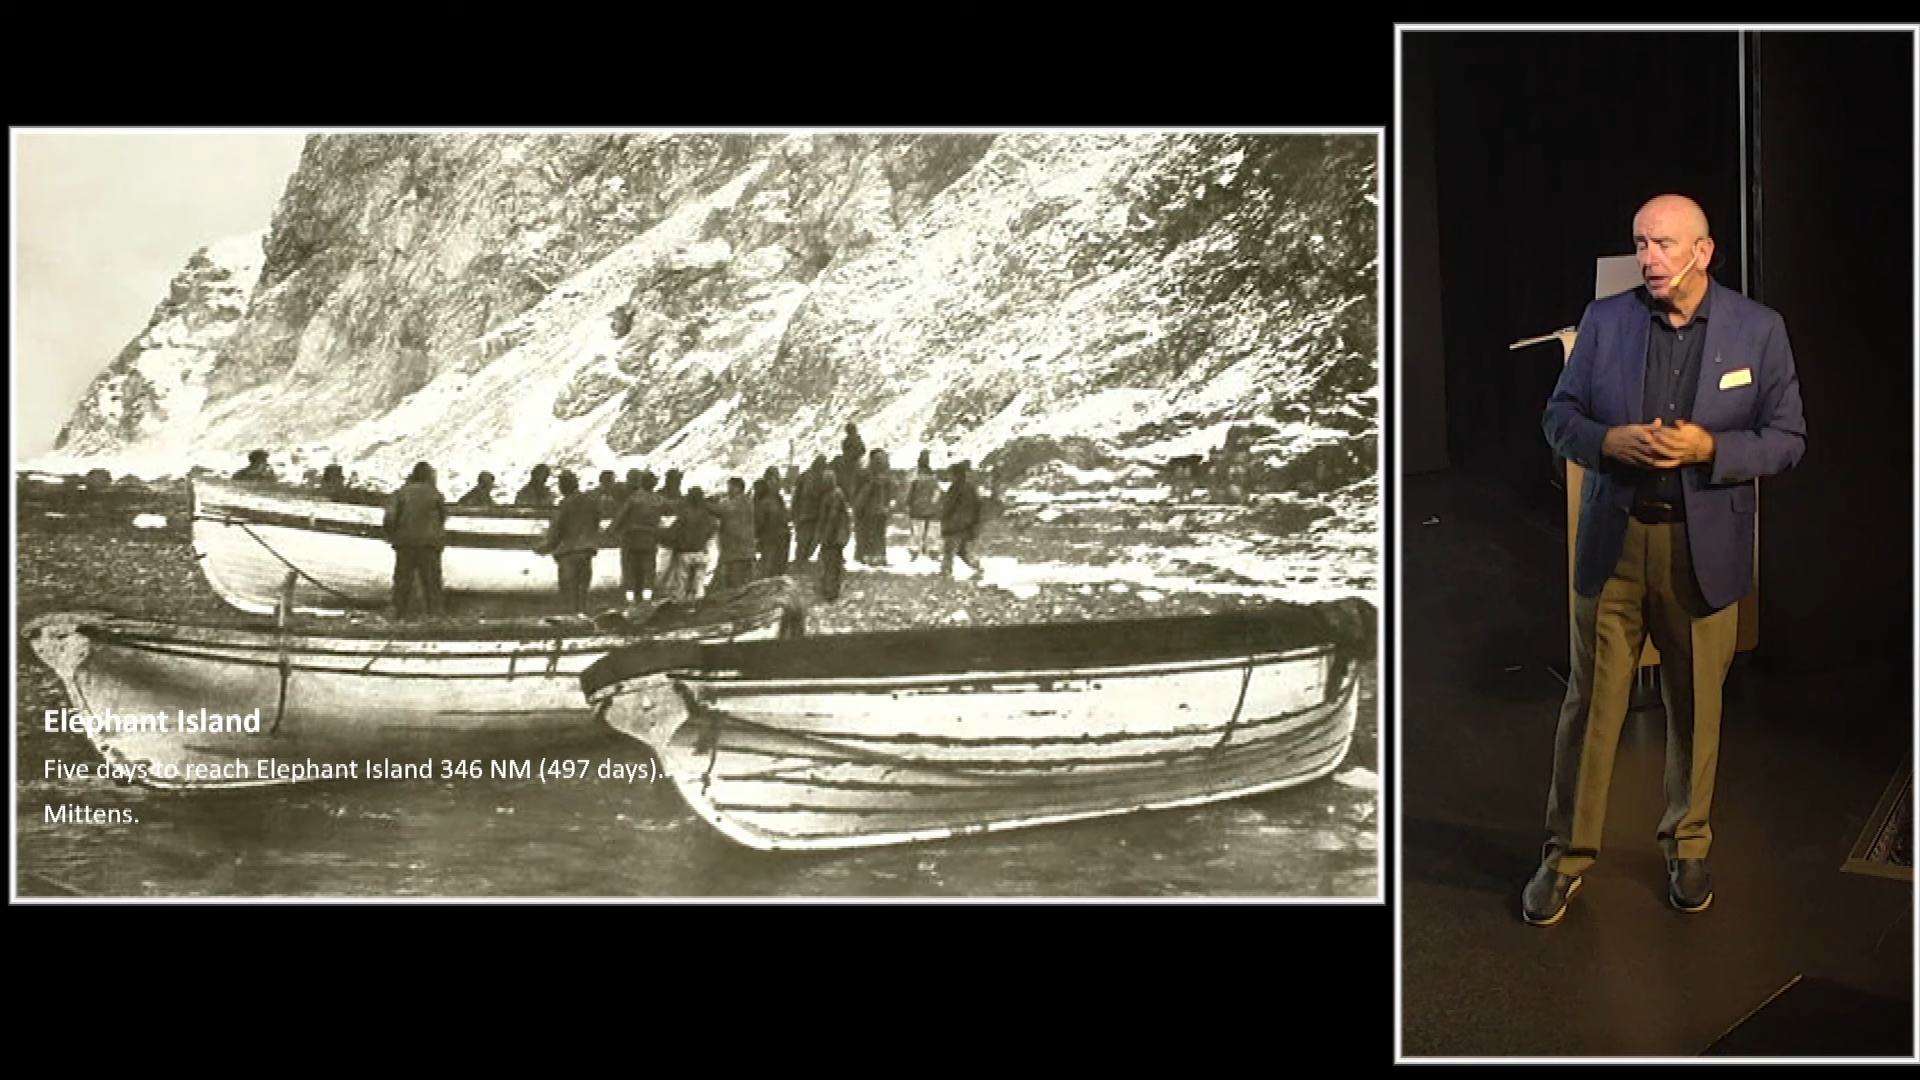 Elephant Island
Five days to reach Elephant Island 346 NM (497 days).
Mittens.